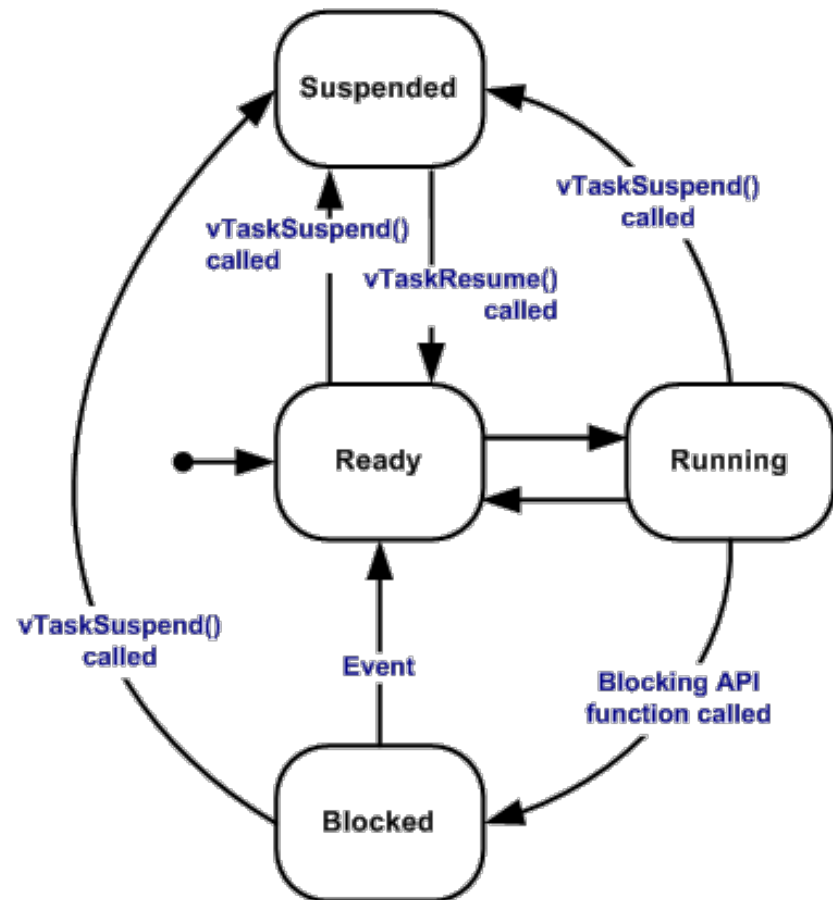 Suspended
vTaskSuspend()
called
vTaskSuspend()
called
vTaskResume()
called
Ready
Running
vTaskSuspend()
called
Event
Blocking API
function called
Blocked